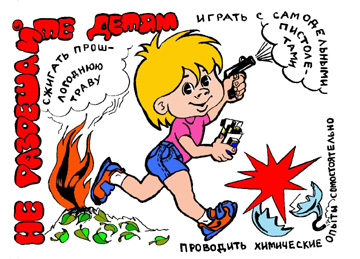 НЕ РАЗРЕШАЙТЕ ДЕТЯМ
СЖИГАТЬ ПРОШ-
ЛОГОДНЮЮ
ТРАВУ
ИГРАТЬ С САМОДЕЛЬНЫМИ
ПИСТОЛЕ-
ТАМИ
ПРОВОДИТЬ ХИМИЧЕСКИЕ ОПЫТЫ САМОСТОЯТЕЛЬНО